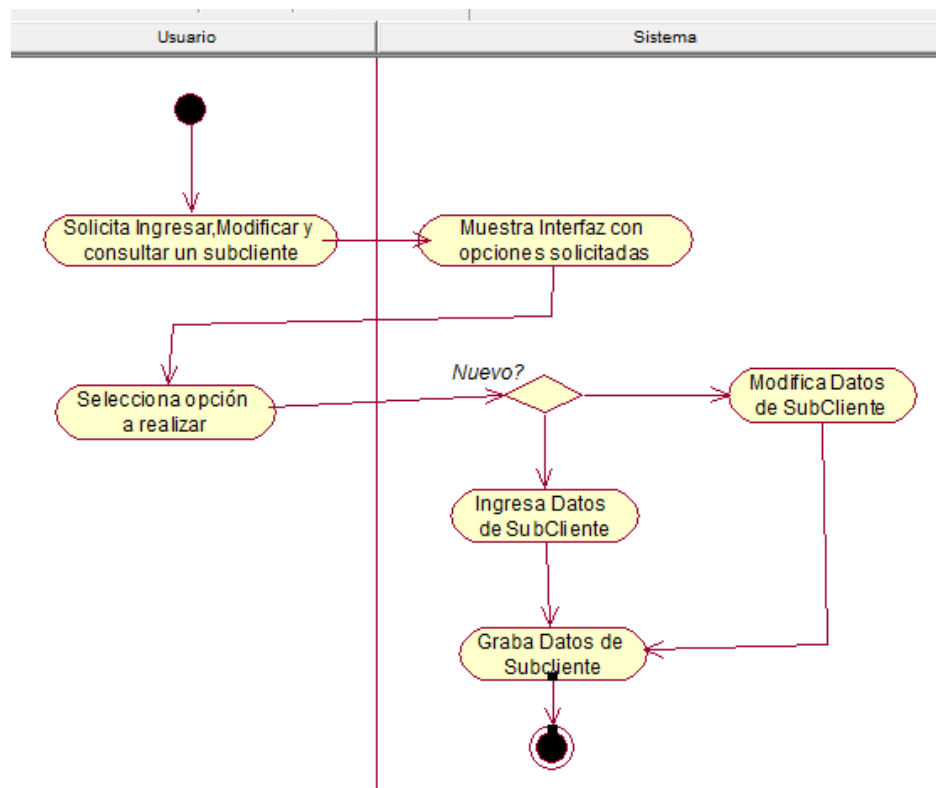 Usuario
Sistema
Solicita Ingresar,Modificar y
consultar un subcliente
Muestra Interfaz con
opciones solicitadas
Selecciona opción
a realizar
Nuevo?
Modifica Datos
de SubCliente
Ingresa Datos
de SubCliente
Graba Datos de
Subcliente